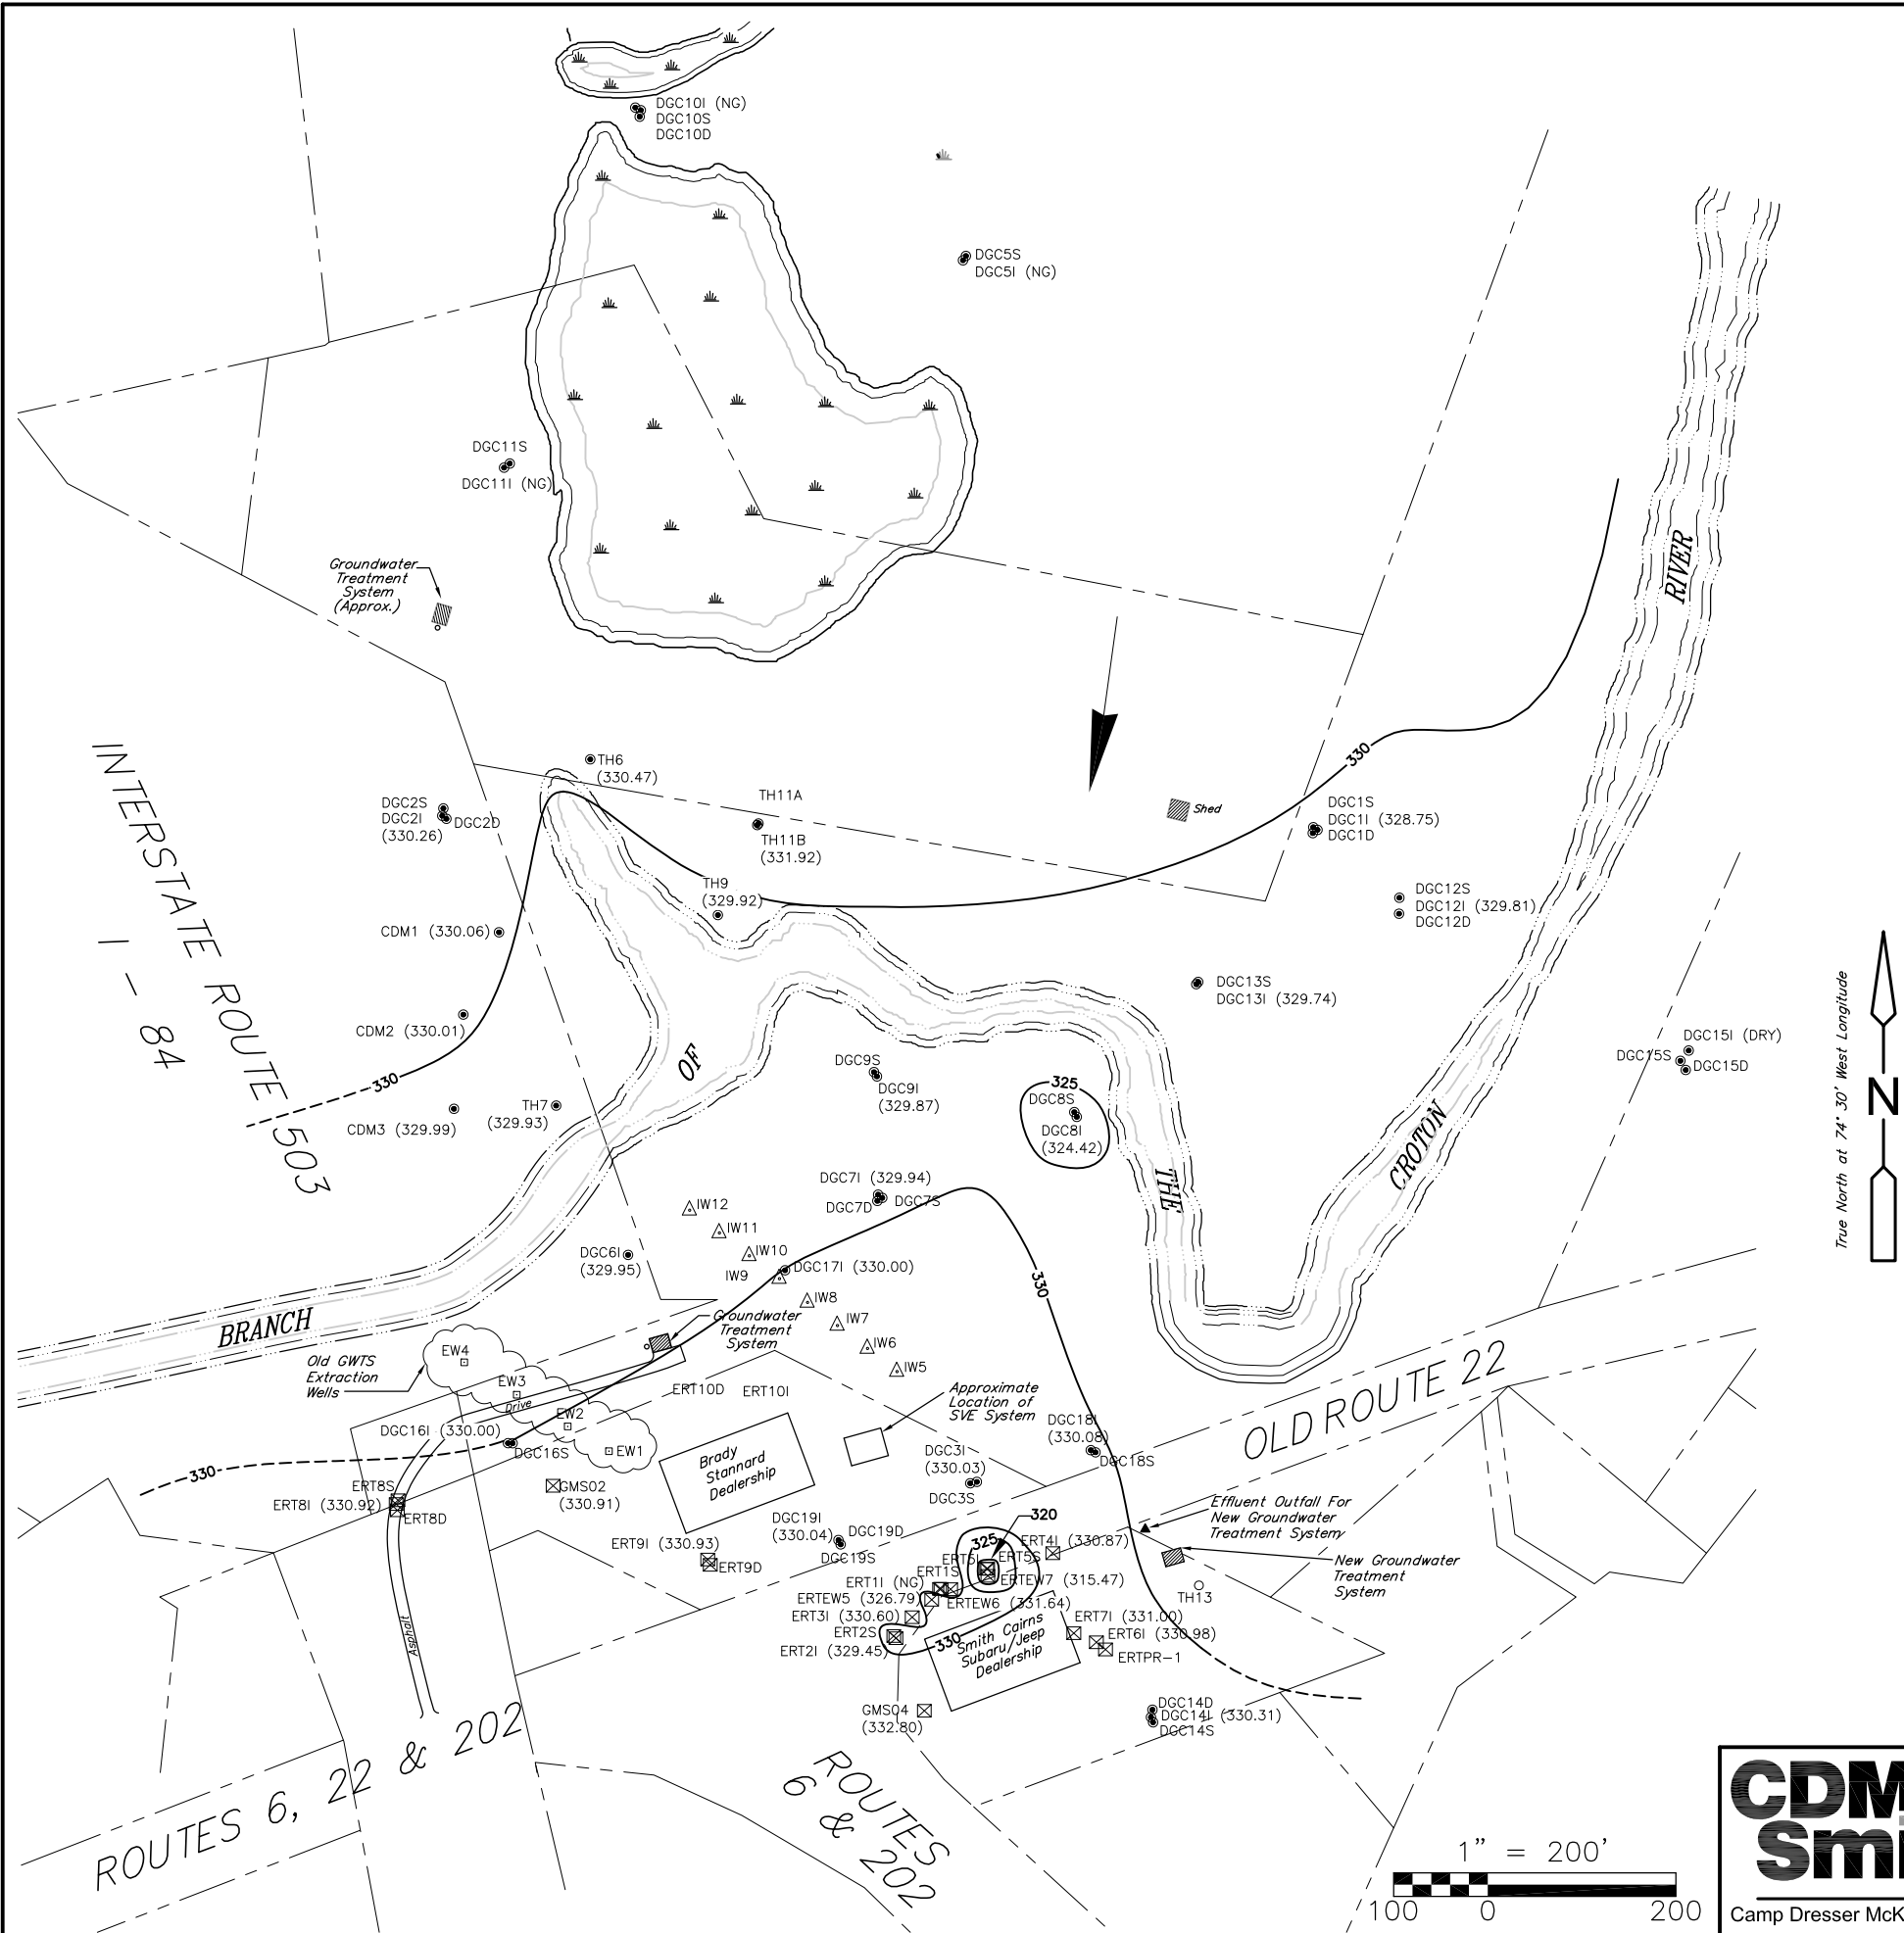 DGC10I (NG)
DGC10S
DGC10D
DGC5S
DGC5I (NG)
DGC11S
DGC11I (NG)
Groundwater
Treatment
System
(Approx.)
RIVER
330
INTERSTATE ROUTE 503
I - 84
TH6
(330.47)
TH11A
TH11B
(331.92)
Shed
DGC2S
DGC2I
(330.26)
DGC2D
DGC1S
DGC1I (328.75)
DGC1D
TH9
(329.92)
DGC12S
DGC12I (329.81)
DGC12D
CDM1 (330.06)
DGC13S
DGC13I (329.74)
CDM2 (330.01)
330
CDM3 (329.99)
TH7
(329.93)
OF
DGC9S
DGC9I
(329.87)
325
DGC8S
DGC8I
(324.42)
DGC15I (DRY)
DGC15S
DGC15D
True North at 74° 30' West Longitude
N
CROTON
THE
DGC7I (329.94)
DGC7D
DGC7S
IW12
IW11
IW10
IW9
IW8
IW7
IW6
IW5
DGC6I
(329.95)
DGC17I (330.00)
330
BRANCH
Groundwater
Treatment
System
Old GWTS
Extraction
Wells
EW4
EW3
Drive
EW2
EW1
ERT10D
ERT10I
Approximate
Location of
SVE System
OLD ROUTE 22
DGC16I (330.00)
DGC16S
330
Brady
Stannard
Dealership
DGC18I
(330.08)
DGC18S
DGC3I
(330.03)
DGC3S
ERT8S
ERT8I (330.92)
ERT8D
GMS02
(330.91)
Effluent Outfall For
New Groundwater
Treatment System
DGC19I
(330.04)
DGC19D
DGC19S
320
325
ERT4I (330.87)
ERT5I
ERT5S
ERT9I (330.93)
ERT9D
New Groundwater
Treatment
System
ERT1S
ERT1I (NG)
ERTEW7 (315.47)
ERTEW5 (326.79)
ERTEW6 (331.64)
TH13
ERT3I (330.60)
ERT2S
ERT2I (329.45)
330
Smith Cairns
Subaru/Jeep
Dealership
ERT7I (331.00)
ERT6I (330.98)
ERTPR-1
Asphalt
GMS04
(332.80)
DGC14D
DGC14I (330.31)
DGC14S
ROUTES 6, 22 & 202
ROUTES
6 & 202
1" = 200'
100 0 200
CDM
Camp Dresser